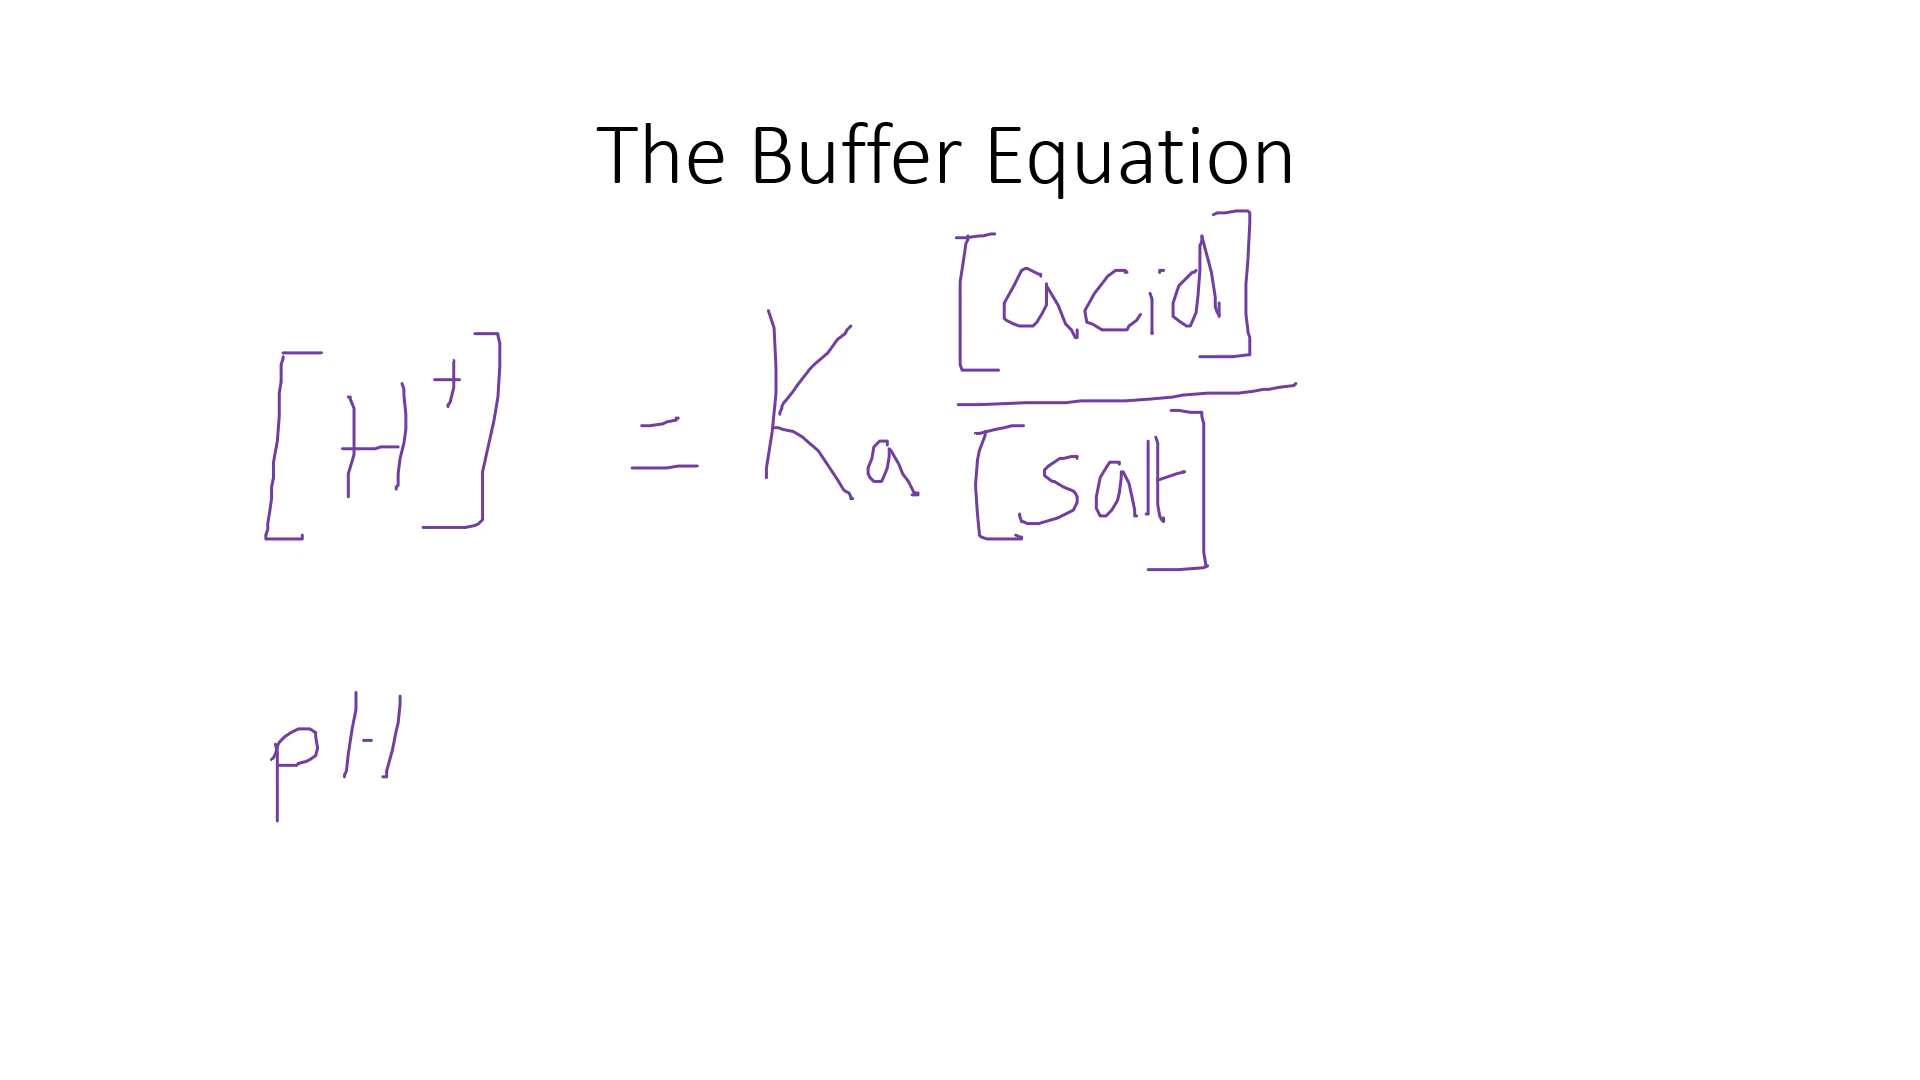 The Buffer Equation
[H⁺] = Kₐ [acid] / [salt]
pH